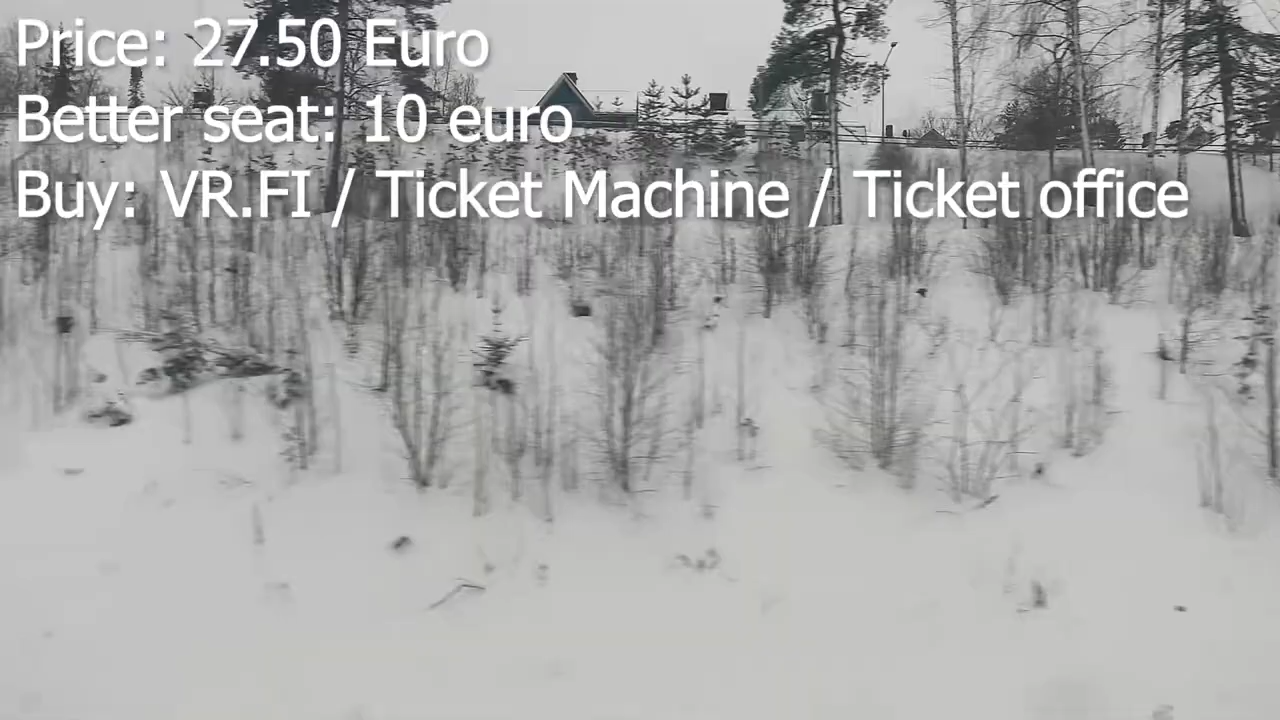 Price: 27.50 Euro
Better seat: 10 euro
Buy: VR.FI / Ticket Machine / Ticket office